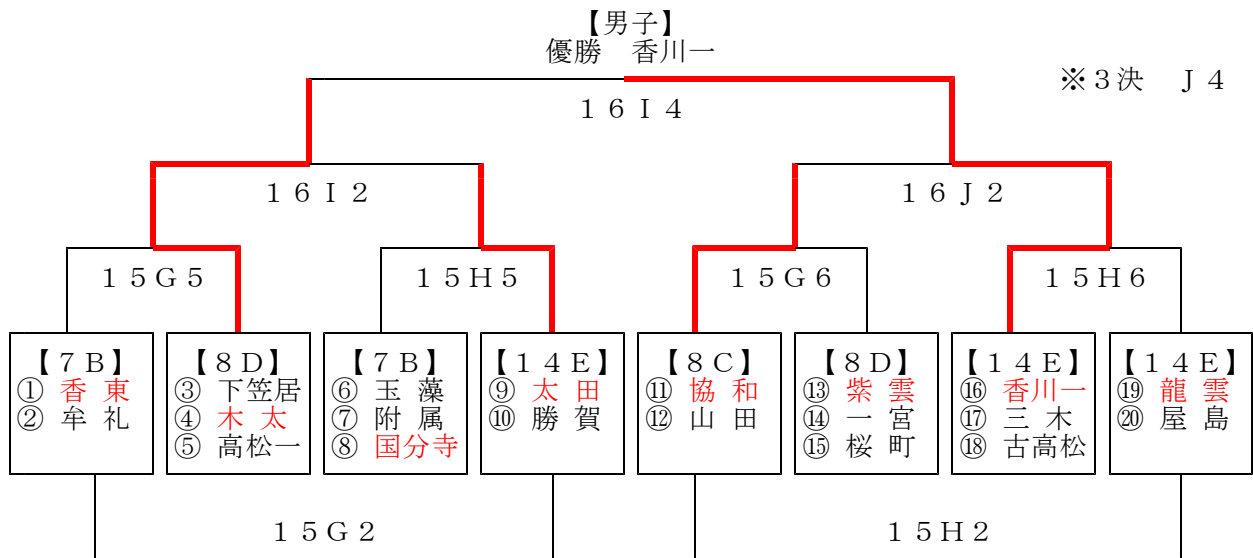 【男子】
優勝　香川一
※３決　Ｊ４
１６Ｉ４
１６Ｉ２　１６Ｊ２
１５Ｇ５　１５Ｈ５　１５Ｇ６　１５Ｈ６
【７Ｂ】　【８Ｄ】　【７Ｂ】　【１４Ｅ】　【８Ｃ】　【８Ｄ】　【１４Ｅ】　【１４Ｅ】
① 香 東　③ 下笠居　⑥ 玉 藻　⑨ 太 田　⑪ 協 和　⑬ 紫 雲　⑯ 香川一　⑲ 龍 雲
② 牟 礼　④ 木 太　⑦ 附 属　⑩ 勝 賀　⑫ 山 田　⑭ 一 宮　⑰ 三 木　⑳ 屋 島
⑤ 高松一　⑧ 国分寺　⑮ 桜 町　⑱ 古高松
１５Ｇ２　１５Ｈ２